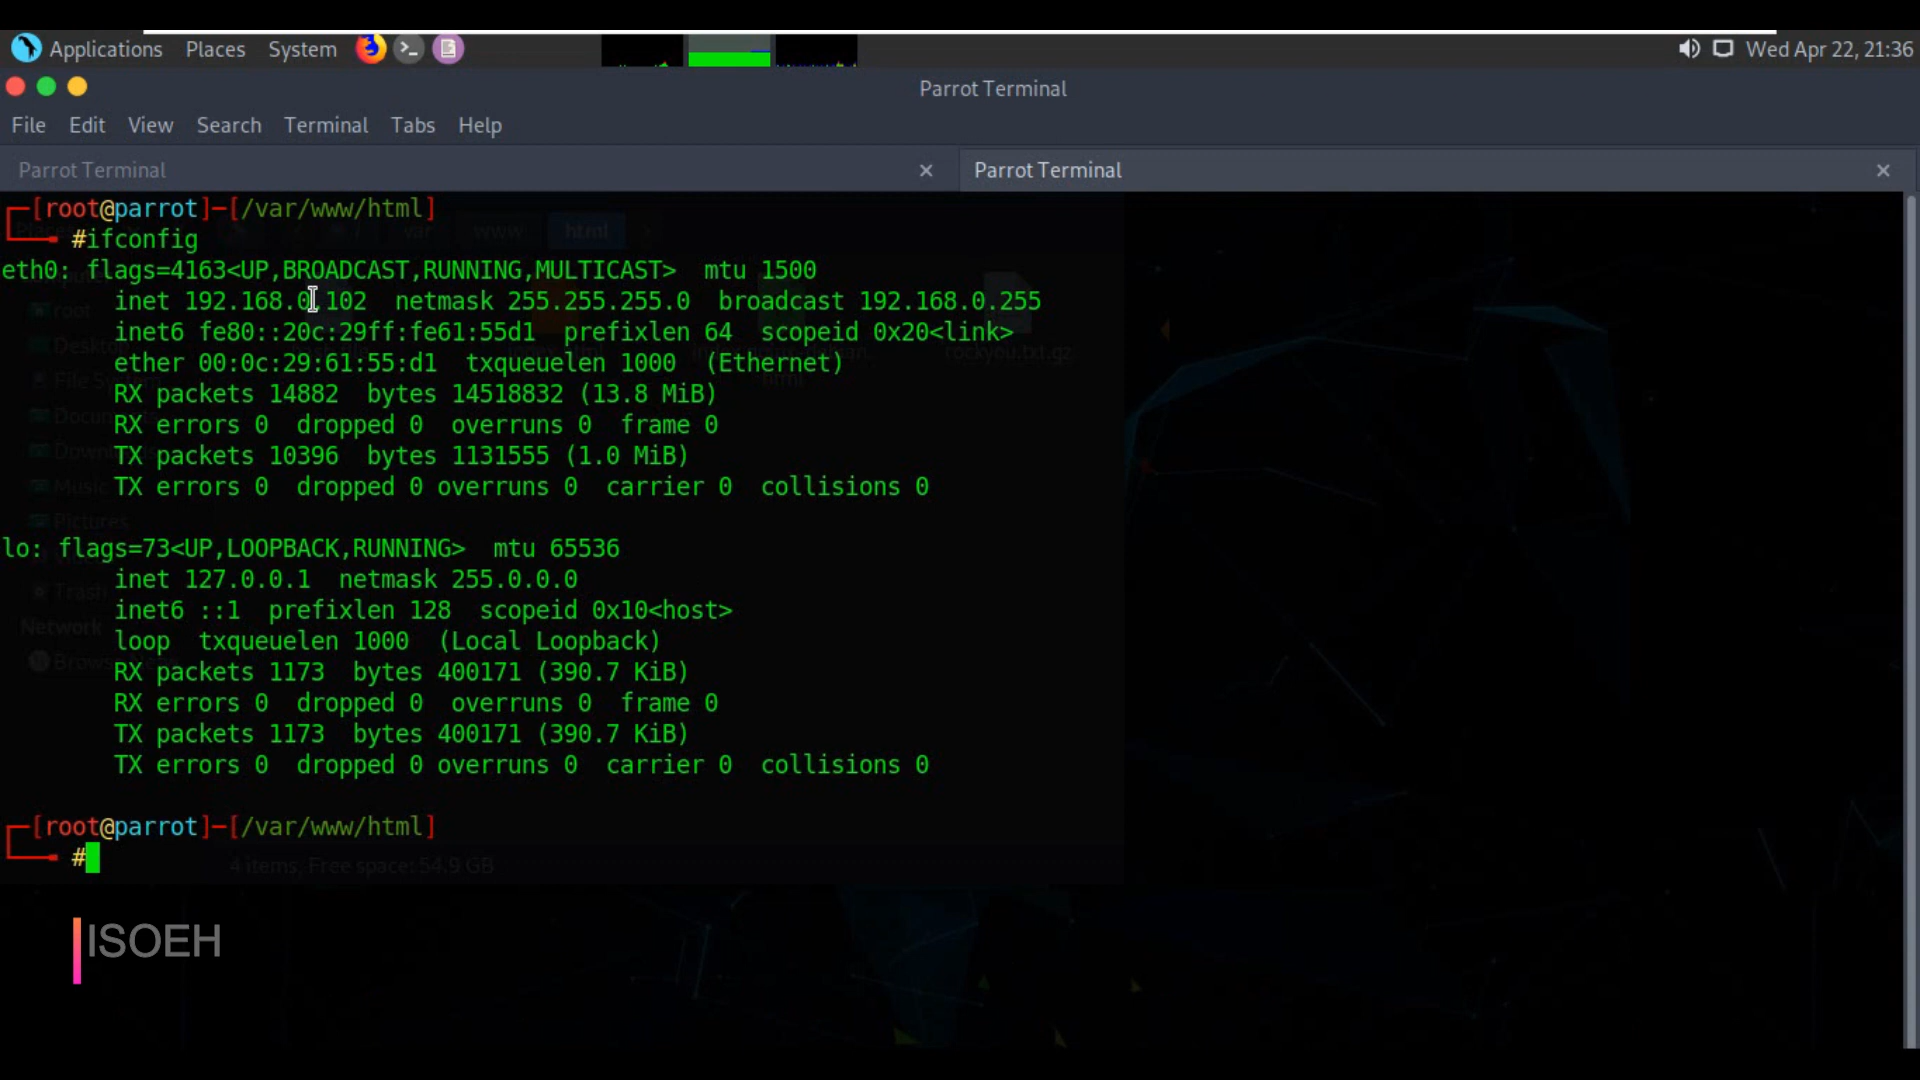 Applications Places System Wed Apr 22, 21:36
Parrot Terminal
File Edit View Search Terminal Tabs Help
Parrot Terminal × Parrot Terminal ×
┌─[root@parrot]─[/var/www/html]
└──╼ #ifconfig
eth0: flags=4163<UP,BROADCAST,RUNNING,MULTICAST>  mtu 1500
        inet 192.168.0.102  netmask 255.255.255.0  broadcast 192.168.0.255
        inet6 fe80::20c:29ff:fe61:55d1  prefixlen 64  scopeid 0x20<link>
        ether 00:0c:29:61:55:d1  txqueuelen 1000  (Ethernet)
        RX packets 14882  bytes 14518832 (13.8 MiB)
        RX errors 0  dropped 0  overruns 0  frame 0
        TX packets 10396  bytes 1131555 (1.0 MiB)
        TX errors 0  dropped 0 overruns 0  carrier 0  collisions 0
lo: flags=73<UP,LOOPBACK,RUNNING>  mtu 65536
        inet 127.0.0.1  netmask 255.0.0.0
        inet6 ::1  prefixlen 128  scopeid 0x10<host>
        loop  txqueuelen 1000  (Local Loopback)
        RX packets 1173  bytes 400171 (390.7 KiB)
        RX errors 0  dropped 0  overruns 0  frame 0
        TX packets 1173  bytes 400171 (390.7 KiB)
        TX errors 0  dropped 0 overruns 0  carrier 0  collisions 0
┌─[root@parrot]─[/var/www/html]
└──╼ #
4 items, Free space: 54.9 GB
ISOEH